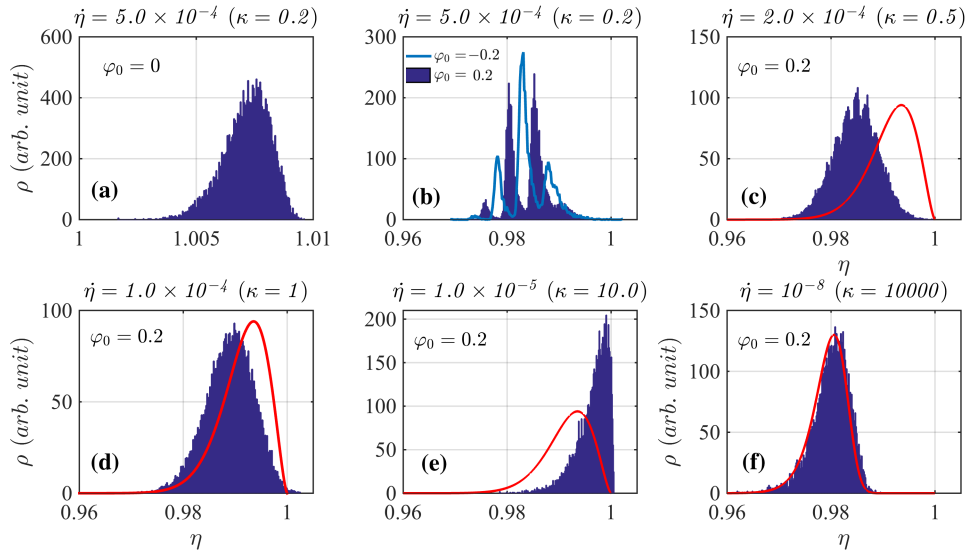 η̇ = 5.0 × 10⁻⁴ (κ = 0.2)
ρ (arb. unit)
600
400
200
0
φ₀ = 0
(a)
1
1.005
1.01
η̇ = 5.0 × 10⁻⁴ (κ = 0.2)
300
200
100
0
φ₀ = −0.2
φ₀ = 0.2
(b)
0.96
0.98
1
η̇ = 2.0 × 10⁻⁴ (κ = 0.5)
150
100
50
0
φ₀ = 0.2
(c)
0.96
0.98
1
η
η
η̇ = 1.0 × 10⁻⁴ (κ = 1)
ρ (arb. unit)
100
50
0
φ₀ = 0.2
(d)
0.96
0.98
1
η
η̇ = 1.0 × 10⁻⁵ (κ = 10.0)
200
150
100
50
0
φ₀ = 0.2
(e)
0.96
0.98
1
η̇ = 10⁻⁸ (κ = 10000)
ρ (arb. unit)
150
100
50
0
φ₀ = 0.2
(f)
0.96
0.98
1
η